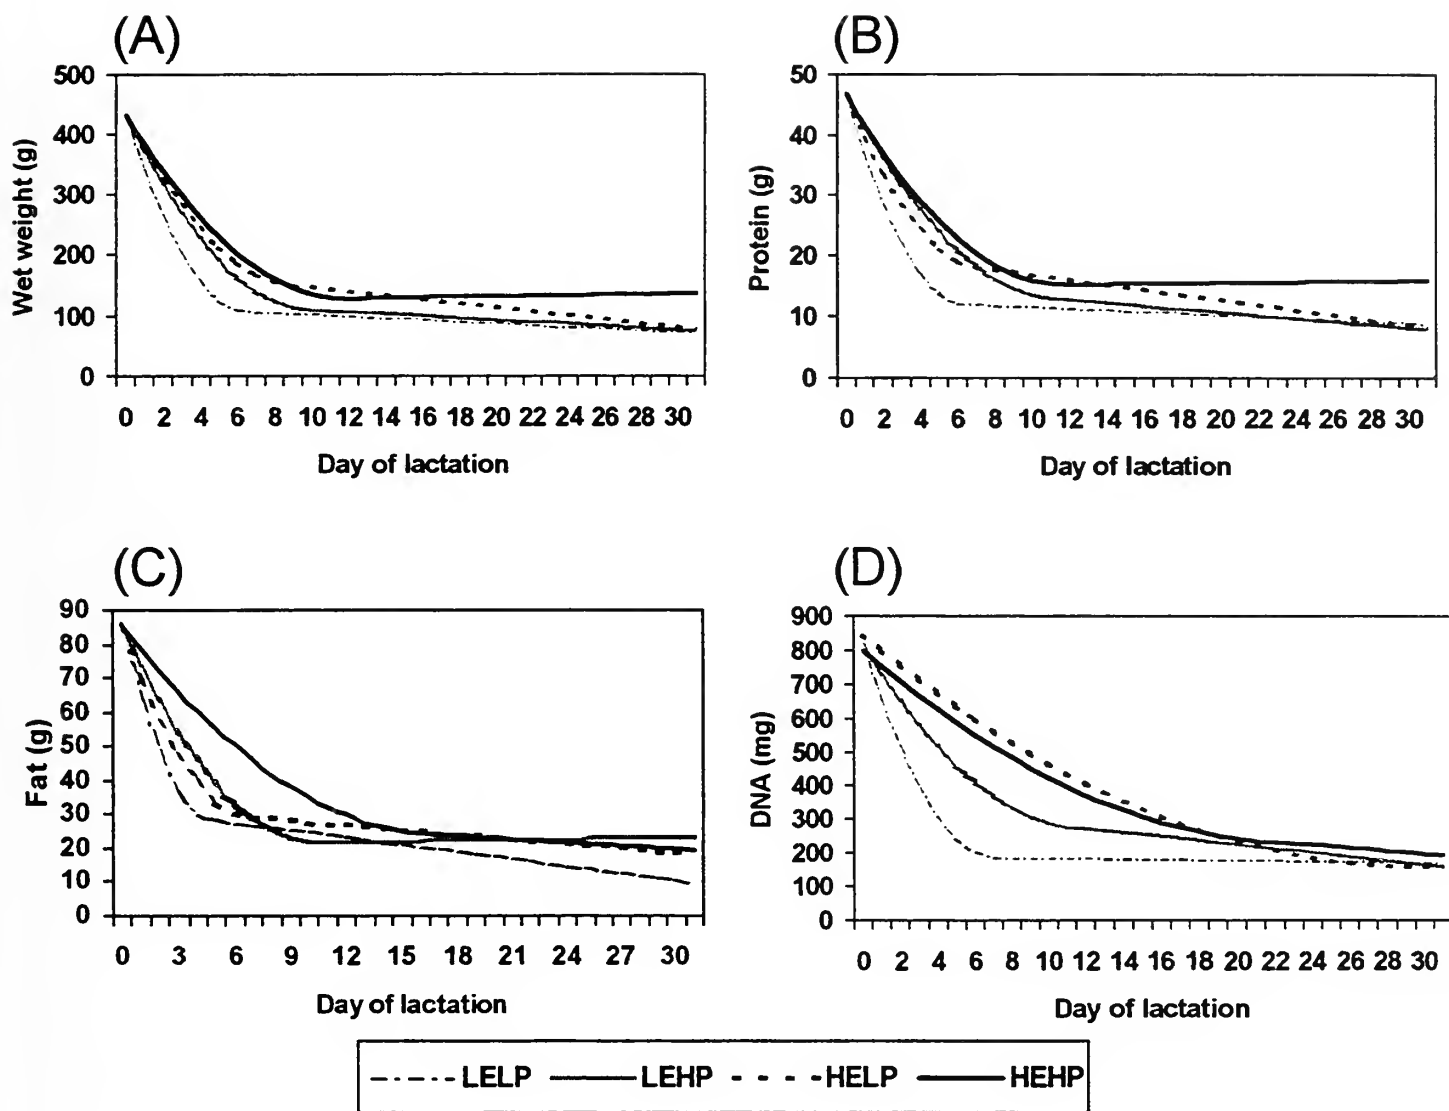 (A)
Wet weight (g)
500
400
300
200
100
0
0 2 4 6 8 10 12 14 16 18 20 22 24 26 28 30
Day of lactation
(B)
Protein (g)
50
40
30
20
10
0
0 2 4 6 8 10 12 14 16 18 20 22 24 26 28 30
Day of lactation
(C)
Fat (g)
90
80
70
60
50
40
30
20
10
0
0 3 6 9 12 15 18 21 24 27 30
Day of lactation
(D)
DNA (mg)
900
800
700
600
500
400
300
200
100
0
0 2 4 6 8 10 12 14 16 18 20 22 24 26 28 30
Day of lactation
LELP LEHP HELP HEHP